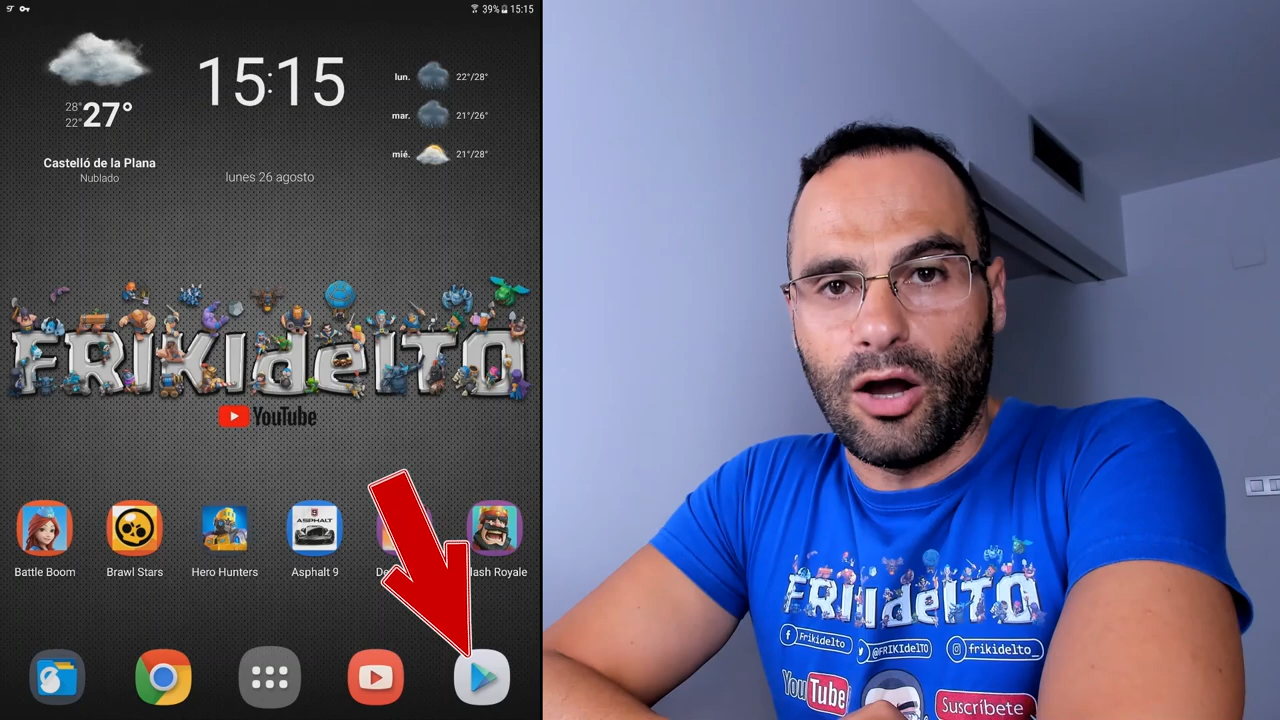 39% 15:15
28°
22°
27°
Castelló de la Plana
Nublado
15:15
lunes 26 agosto
lun. 22°/28°
mar. 21°/26°
mié. 21°/28°
FRIKIdelTO
YouTube
ASPHALT
9
Battle Boom
Brawl Stars
Hero Hunters
Asphalt 9
lash Royale
FRIKIdelTO
Frikidelto
@FRIKIdelTO
frikidelto_
YouTube
Suscríbete